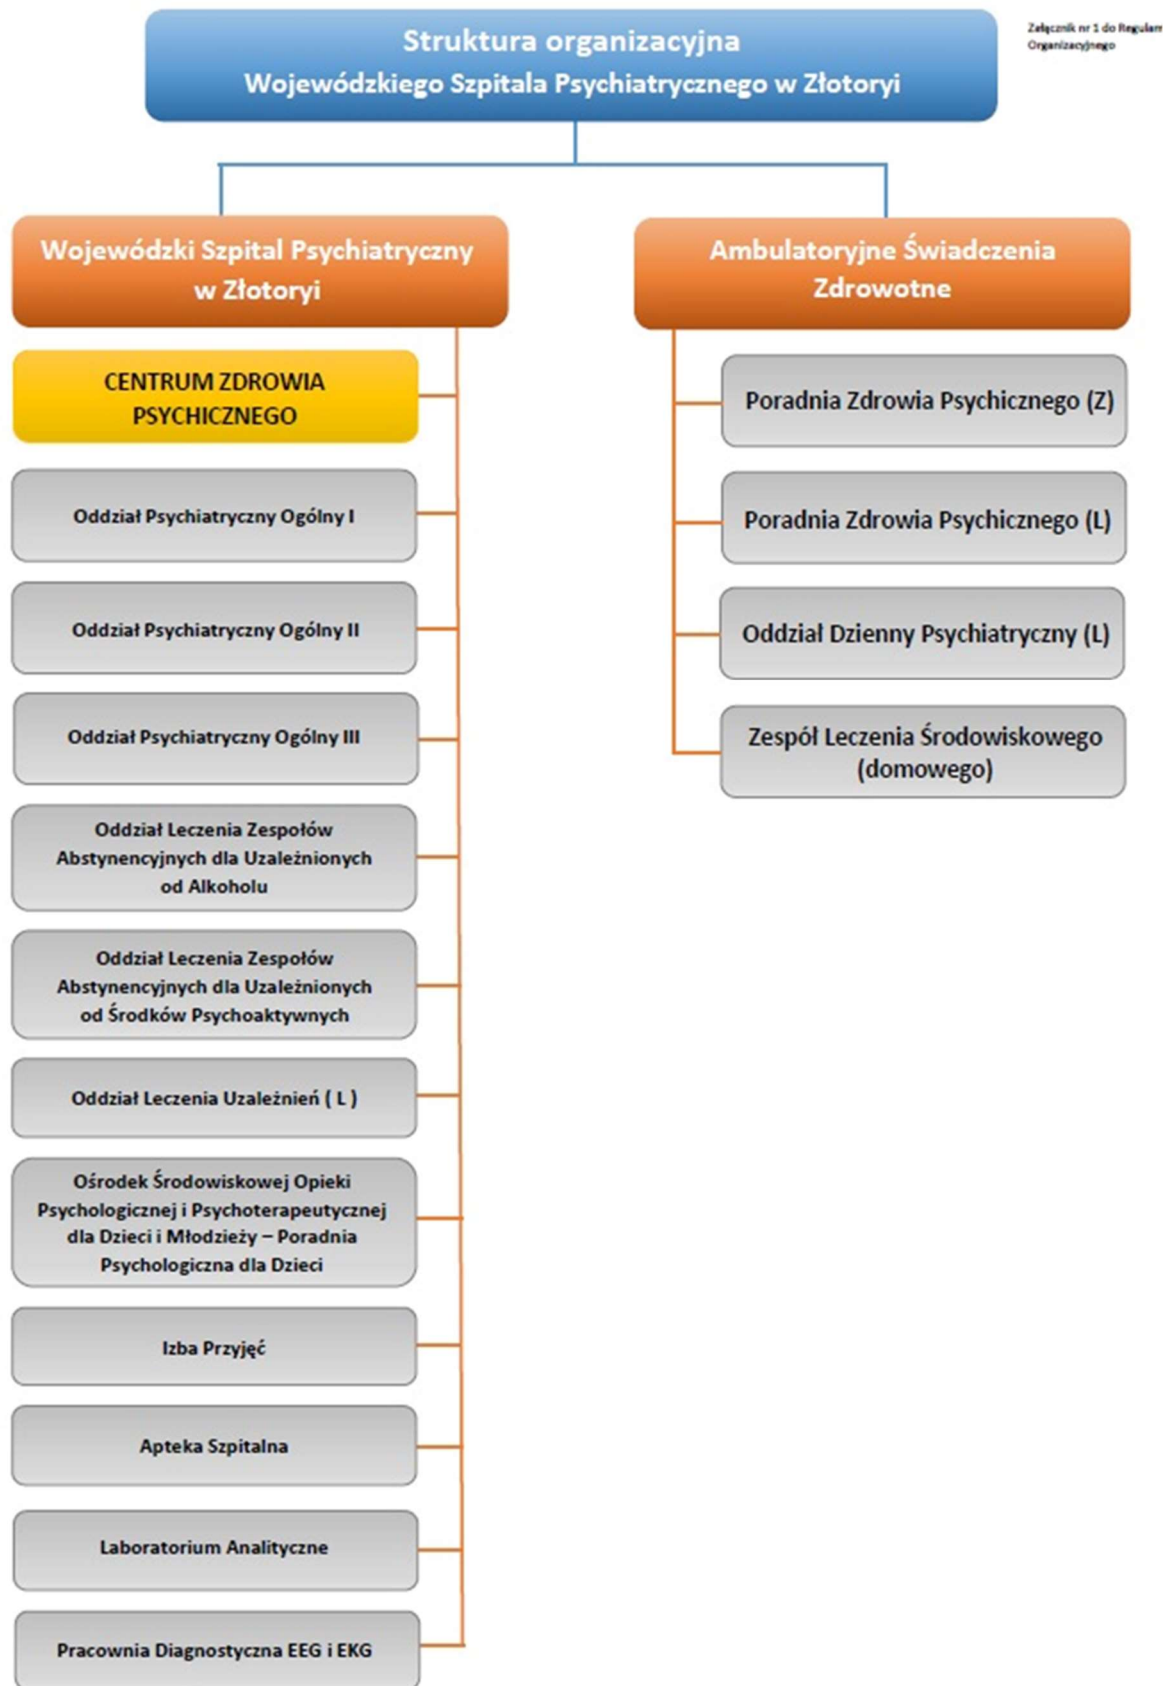 Struktura organizacyjna
Wojewódzkiego Szpitala Psychiatrycznego w Złotoryi
Załącznik nr 1 do Regulam
Organizacyjnego
Wojewódzki Szpital Psychiatryczny
w Złotoryi
CENTRUM ZDROWIA
PSYCHICZNEGO
Oddział Psychiatryczny Ogólny I
Oddział Psychiatryczny Ogólny II
Oddział Psychiatryczny Ogólny III
Oddział Leczenia Zespołów
Abstynencyjnych dla Uzależnionych
od Alkoholu
Oddział Leczenia Zespołów
Abstynencyjnych dla Uzależnionych
od Środków Psychoaktywnych
Oddział Leczenia Uzależnień ( L )
Ośrodek Środowiskowej Opieki
Psychologicznej i Psychoterapeutycznej
dla Dzieci i Młodzieży – Poradnia
Psychologiczna dla Dzieci
Izba Przyjęć
Apteka Szpitalna
Laboratorium Analityczne
Pracownia Diagnostyczna EEG i EKG
Ambulatoryjne Świadczenia
Zdrowotne
Poradnia Zdrowia Psychicznego (Z)
Poradnia Zdrowia Psychicznego (L)
Oddział Dzienny Psychiatryczny (L)
Zespół Leczenia Środowiskowego
(domowego)